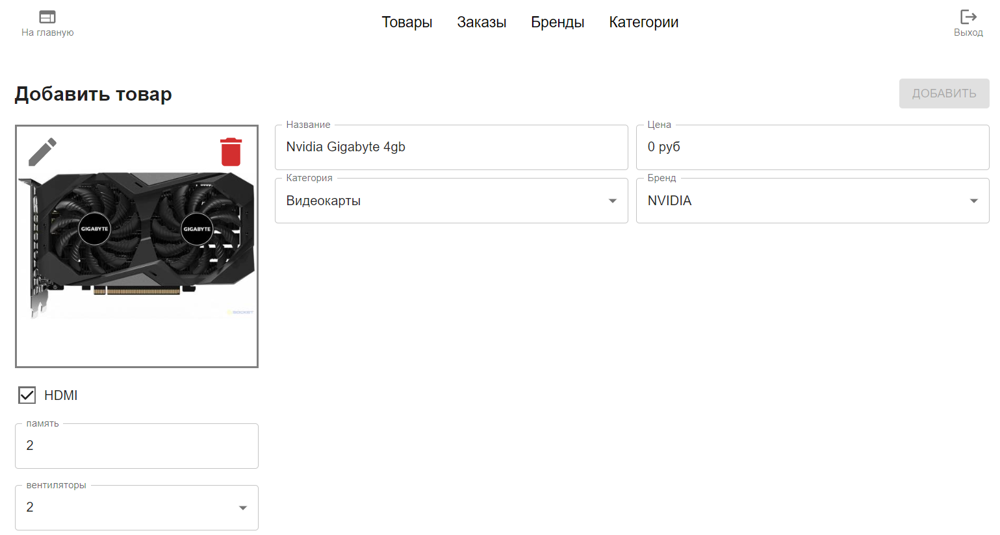 На главную
Товары Заказы Бренды Категории
Выход
Добавить товар
ДОБАВИТЬ
GIGABYTE
GIGABYTE
SOCKET
Название
Nvidia Gigabyte 4gb
Цена
0 руб
Категория
Видеокарты
Бренд
NVIDIA
HDMI
память
2
вентиляторы
2